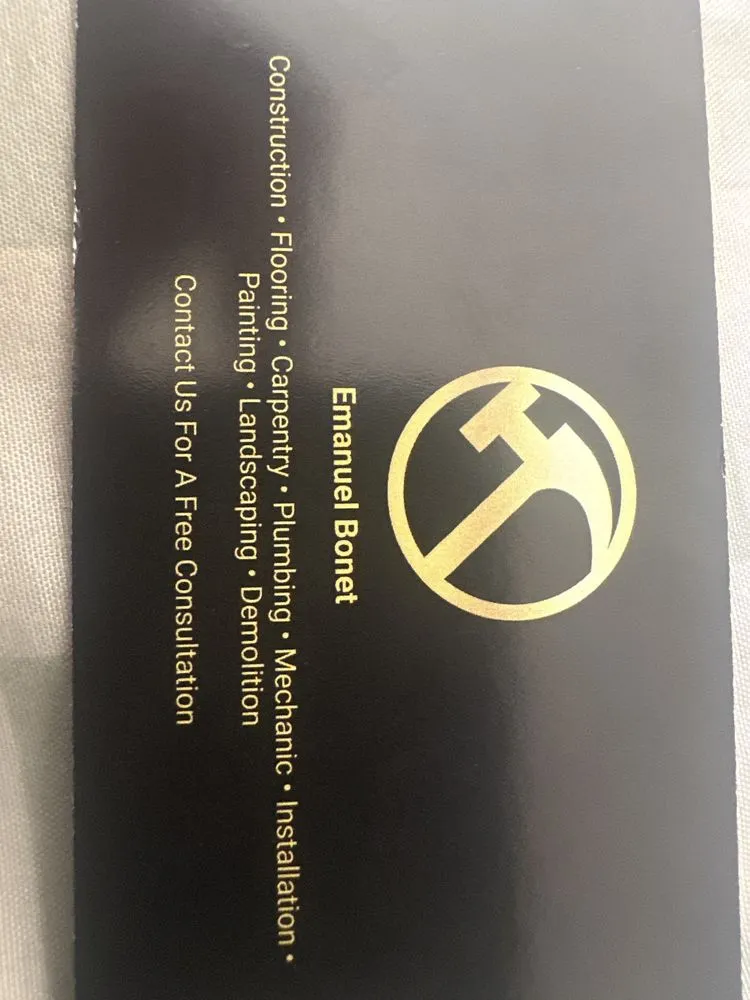 Emanuel Bonet
Construction • Flooring • Carpentry • Plumbing • Mechanic • Installation •
Painting • Landscaping • Demolition
Contact Us For A Free Consultation